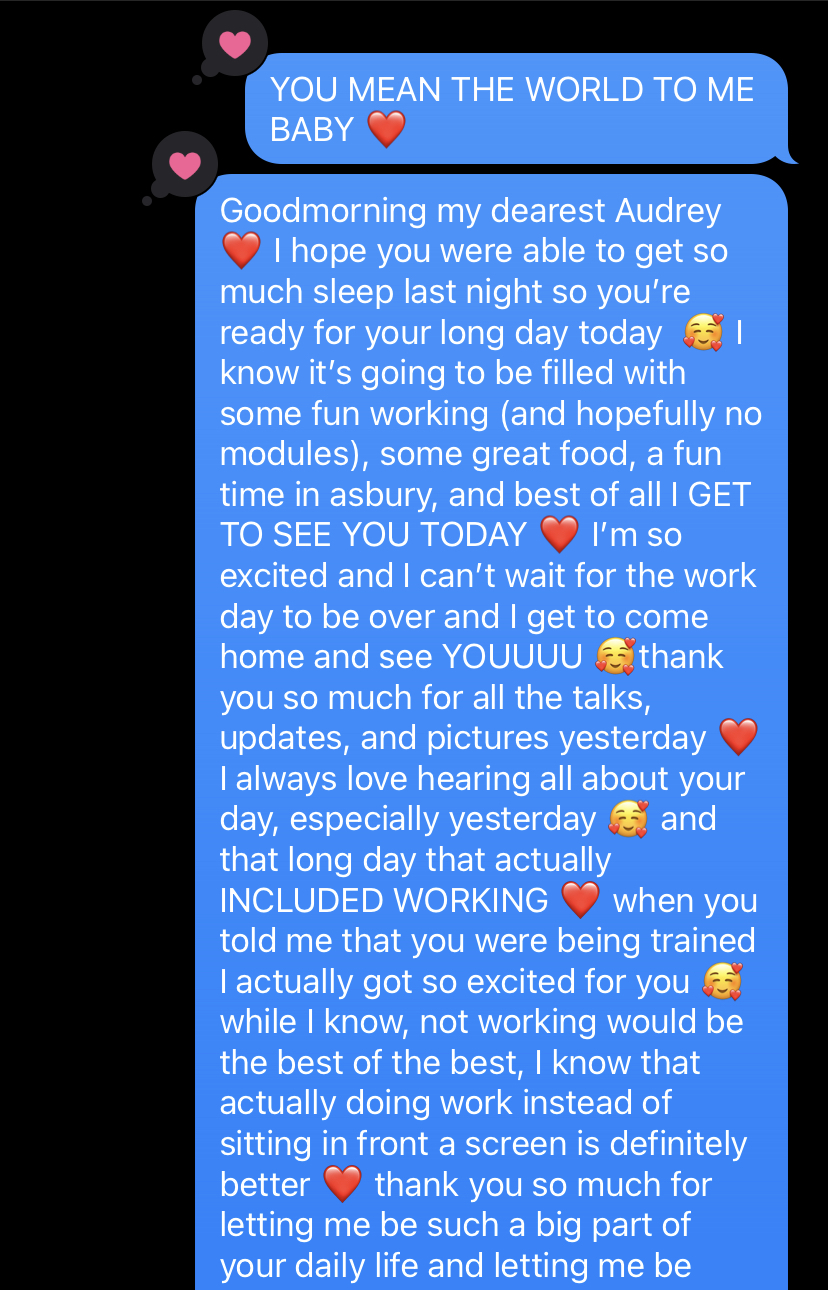 YOU MEAN THE WORLD TO ME
BABY ❤️
Goodmorning my dearest Audrey
❤️ I hope you were able to get so
much sleep last night so you’re
ready for your long day today 🥰 I
know it’s going to be filled with
some fun working (and hopefully no
modules), some great food, a fun
time in asbury, and best of all I GET
TO SEE YOU TODAY ❤️ I’m so
excited and I can’t wait for the work
day to be over and I get to come
home and see YOUUUU 🥰thank
you so much for all the talks,
updates, and pictures yesterday ❤️
I always love hearing all about your
day, especially yesterday 🥰 and
that long day that actually
INCLUDED WORKING ❤️ when you
told me that you were being trained
I actually got so excited for you 🥰
while I know, not working would be
the best of the best, I know that
actually doing work instead of
sitting in front a screen is definitely
better ❤️ thank you so much for
letting me be such a big part of
your daily life and letting me be